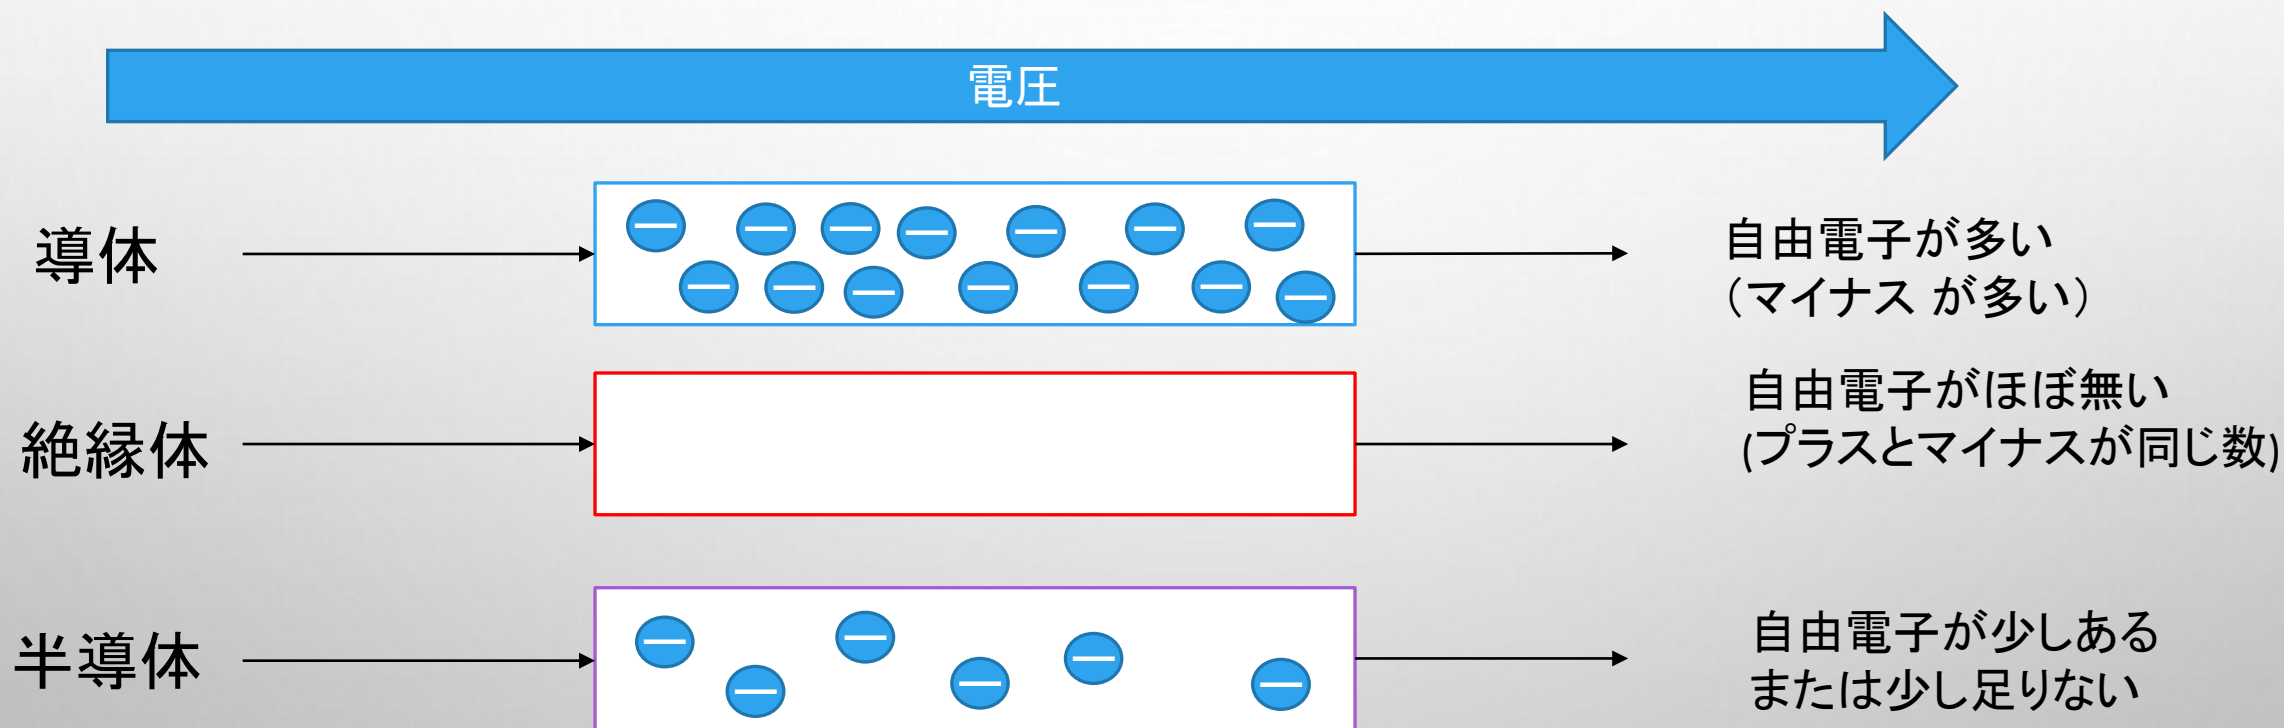 電圧
導体
自由電子が多い
（マイナス が多い）
絶縁体
自由電子がほぼ無い
(プラスとマイナスが同じ数)
半導体
自由電子が少しある
または少し足りない